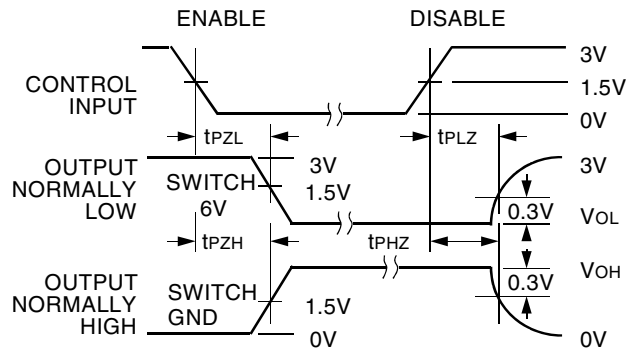 ENABLE DISABLE
3V
CONTROL
INPUT
1.5V
0V
tPZL tPLZ
OUTPUT
NORMALLY
LOW
SWITCH
6V
3V
1.5V
3V
0.3V
VOL
tPZH tPHZ
OUTPUT
NORMALLY
HIGH
SWITCH
GND
1.5V
0V
VOH
0.3V
0V